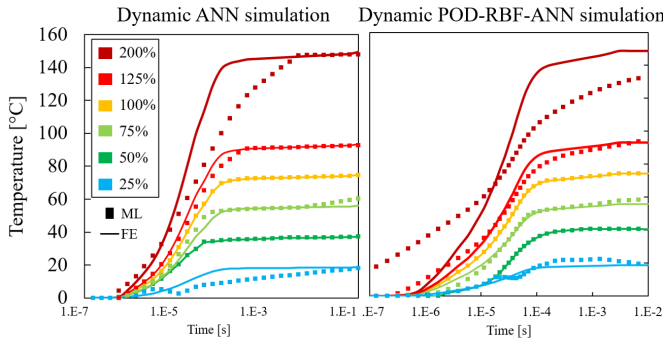 Dynamic ANN simulation
Dynamic POD-RBF-ANN simulation
Temperature [°C]
160
140
120
100
80
60
40
20
0
200%
125%
100%
75%
50%
25%
ML
FE
1.E-7
1.E-5
1.E-3
1.E-1
Time [s]
1.E-7
1.E-6
1.E-5
1.E-4
1.E-3
1.E-2
Time [s]